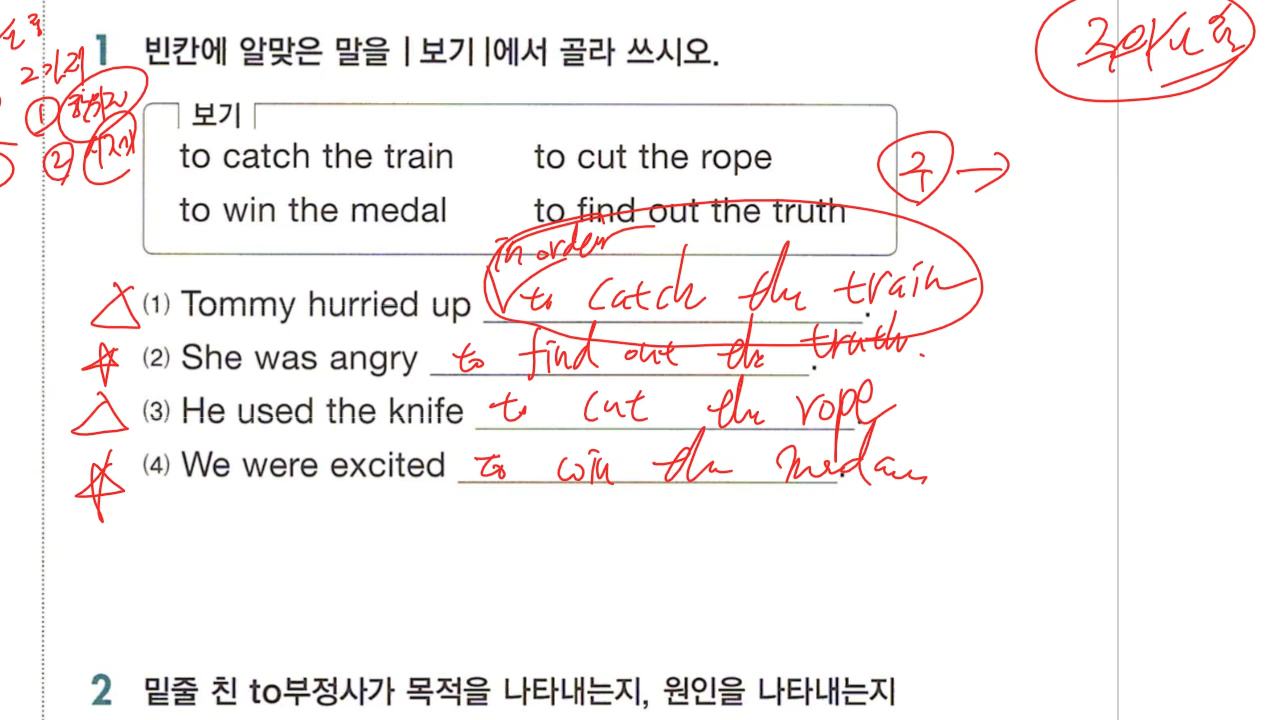 1 빈칸에 알맞은 말을 | 보기 |에서 골라 쓰시오.
보기
to catch the train to cut the rope
to win the medal to find out the truth
주 →
in order
(1) Tommy hurried up to catch the train.
(2) She was angry to find out the truth.
(3) He used the knife to cut the rope.
(4) We were excited to win the medal.
2 밑줄 친 to부정사가 목적을 나타내는지, 원인을 나타내는지